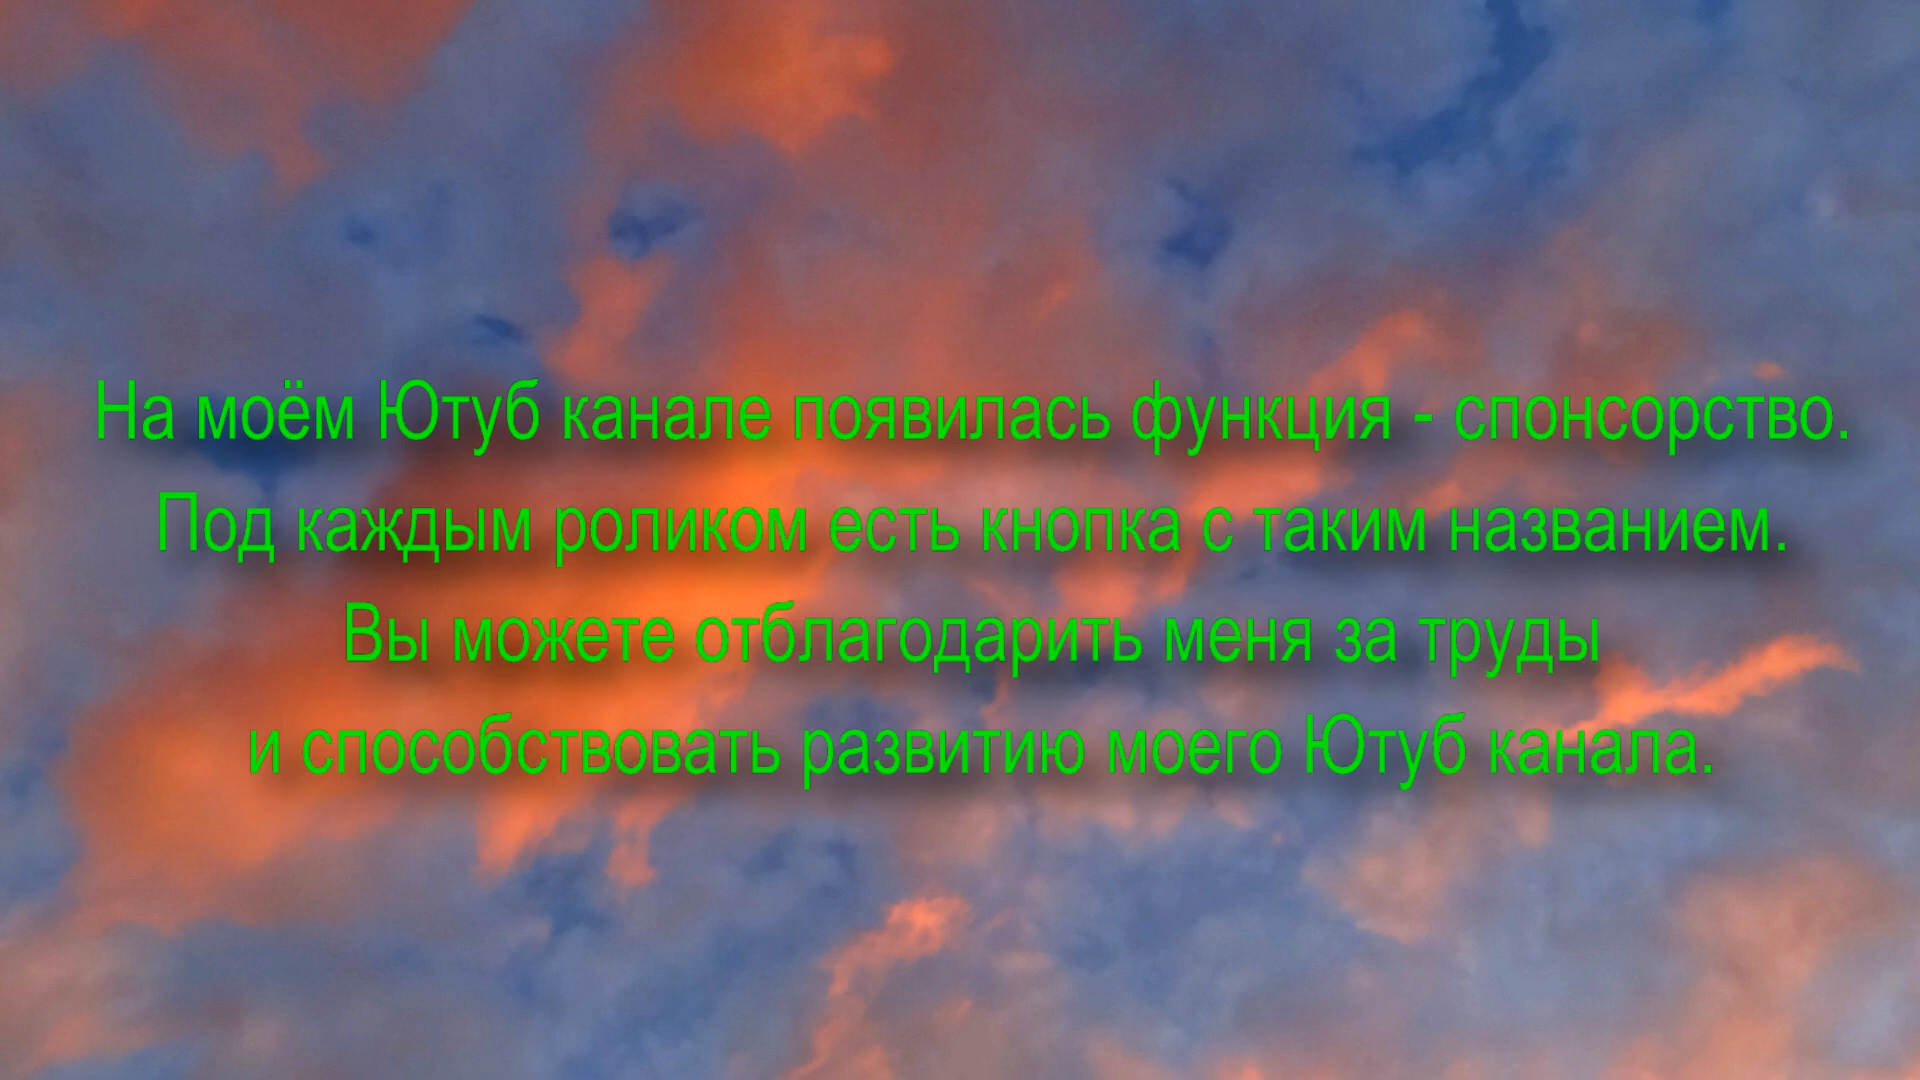 На моём Ютуб канале появилась функция - спонсорство.
Под каждым роликом есть кнопка с таким названием.
Вы можете отблагодарить меня за труды
и способствовать развитию моего Ютуб канала.